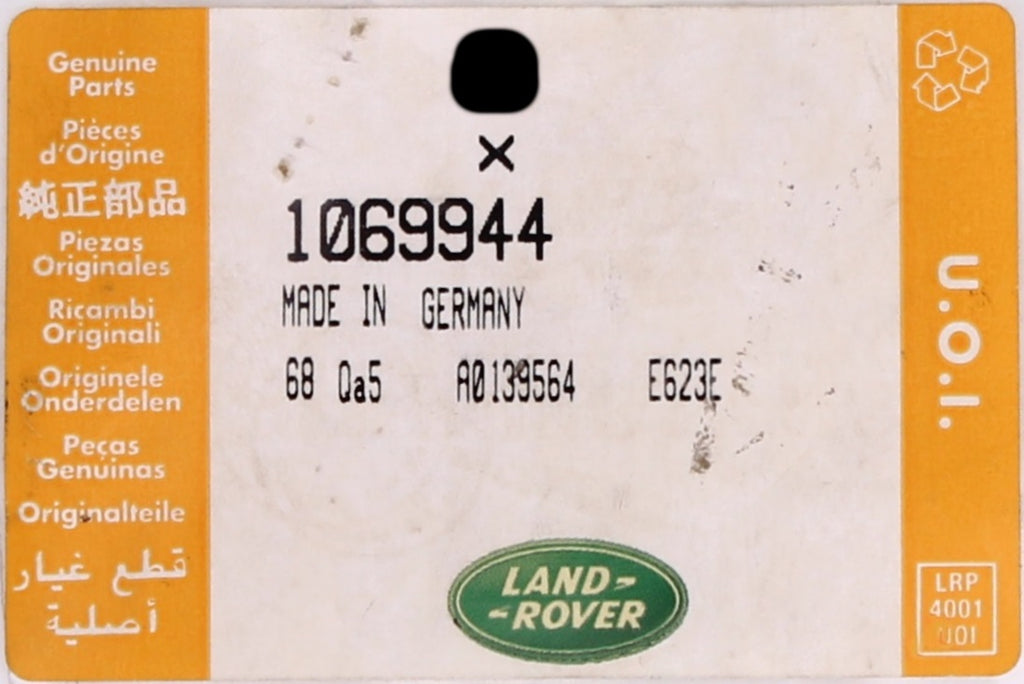 Genuine
Parts
Pièces
d'Origine
純正部品
Piezas
Originales
Ricambi
Originali
Originele
Onderdelen
Peças
Genuinas
Originalteile
قطع غيار
أصلية
×
1069944
MADE IN GERMANY
68 Qa5 A0139564 E623E
LAND-
-ROVER
U.O.I.
LRP
4001
UOI